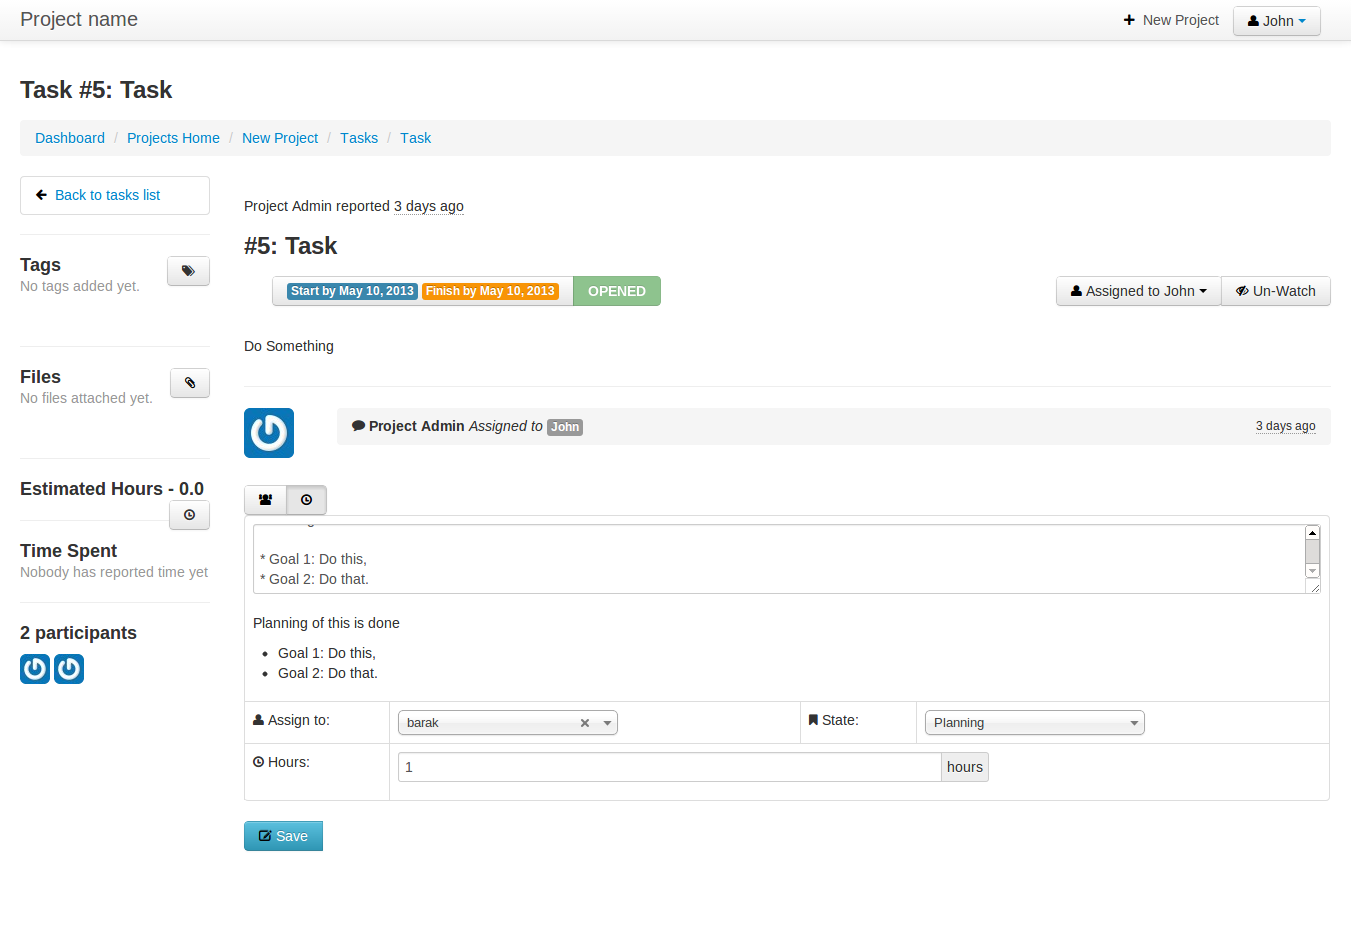 Project name
New Project
John
Task #5: Task
Dashboard / Projects Home / New Project / Tasks / Task
Back to tasks list
Tags
No tags added yet.
Files
No files attached yet.
Estimated Hours - 0.0
Time Spent
Nobody has reported time yet
2 participants
Project Admin reported 3 days ago
#5: Task
Start by May 10, 2013 Finish by May 10, 2013 OPENED
Assigned to John Un-Watch
Do Something
Project Admin Assigned to John 3 days ago
* Goal 1: Do this,
* Goal 2: Do that.
Planning of this is done
• Goal 1: Do this,
• Goal 2: Do that.
Assign to: barak State: Planning
Hours: 1 hours
Save